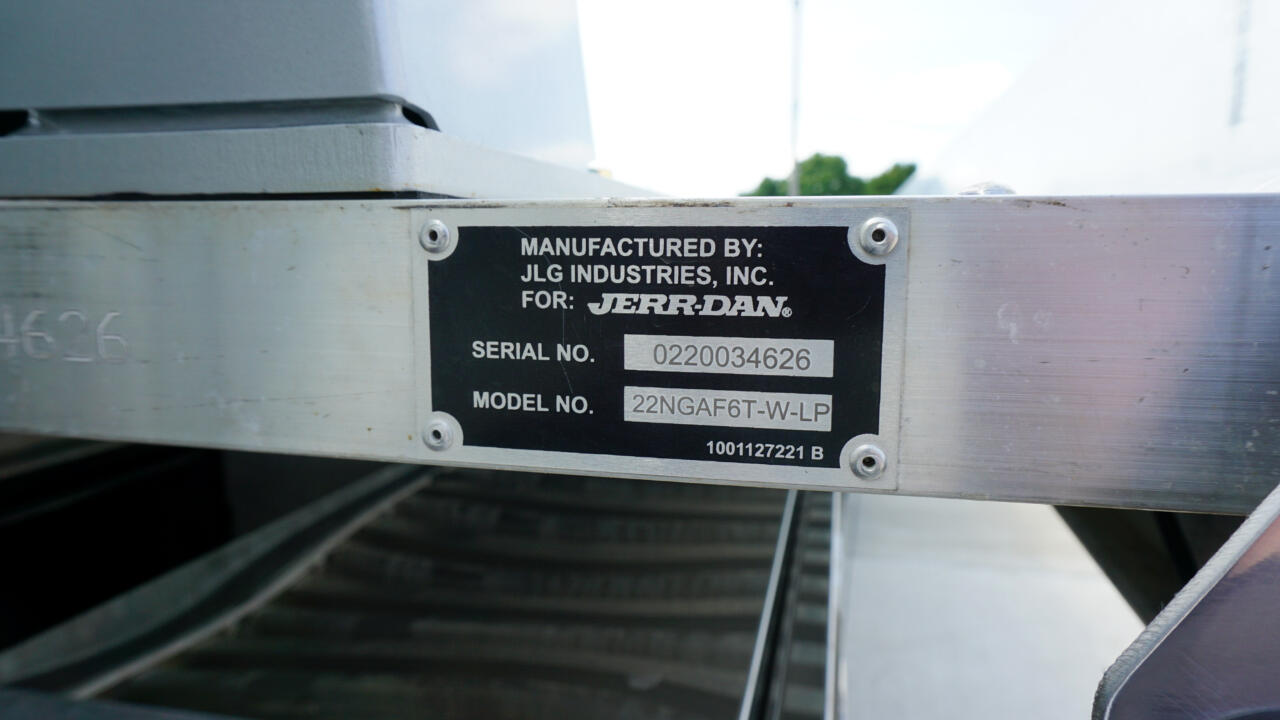 MANUFACTURED BY:
JLG INDUSTRIES, INC.
FOR: JERR-DAN®
SERIAL NO. 0220034626
MODEL NO. 22NGAF6T-W-LP
1001127221 B
4626